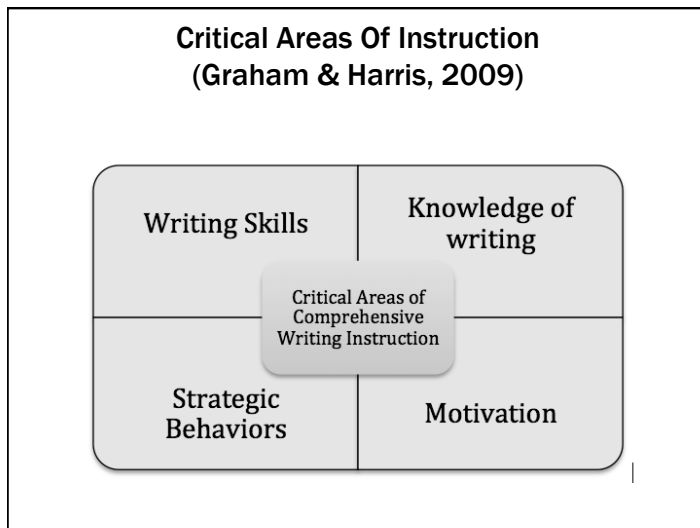 Critical Areas Of Instruction
(Graham & Harris, 2009)
Writing Skills
Knowledge of
writing
Critical Areas of
Comprehensive
Writing Instruction
Strategic
Behaviors
Motivation